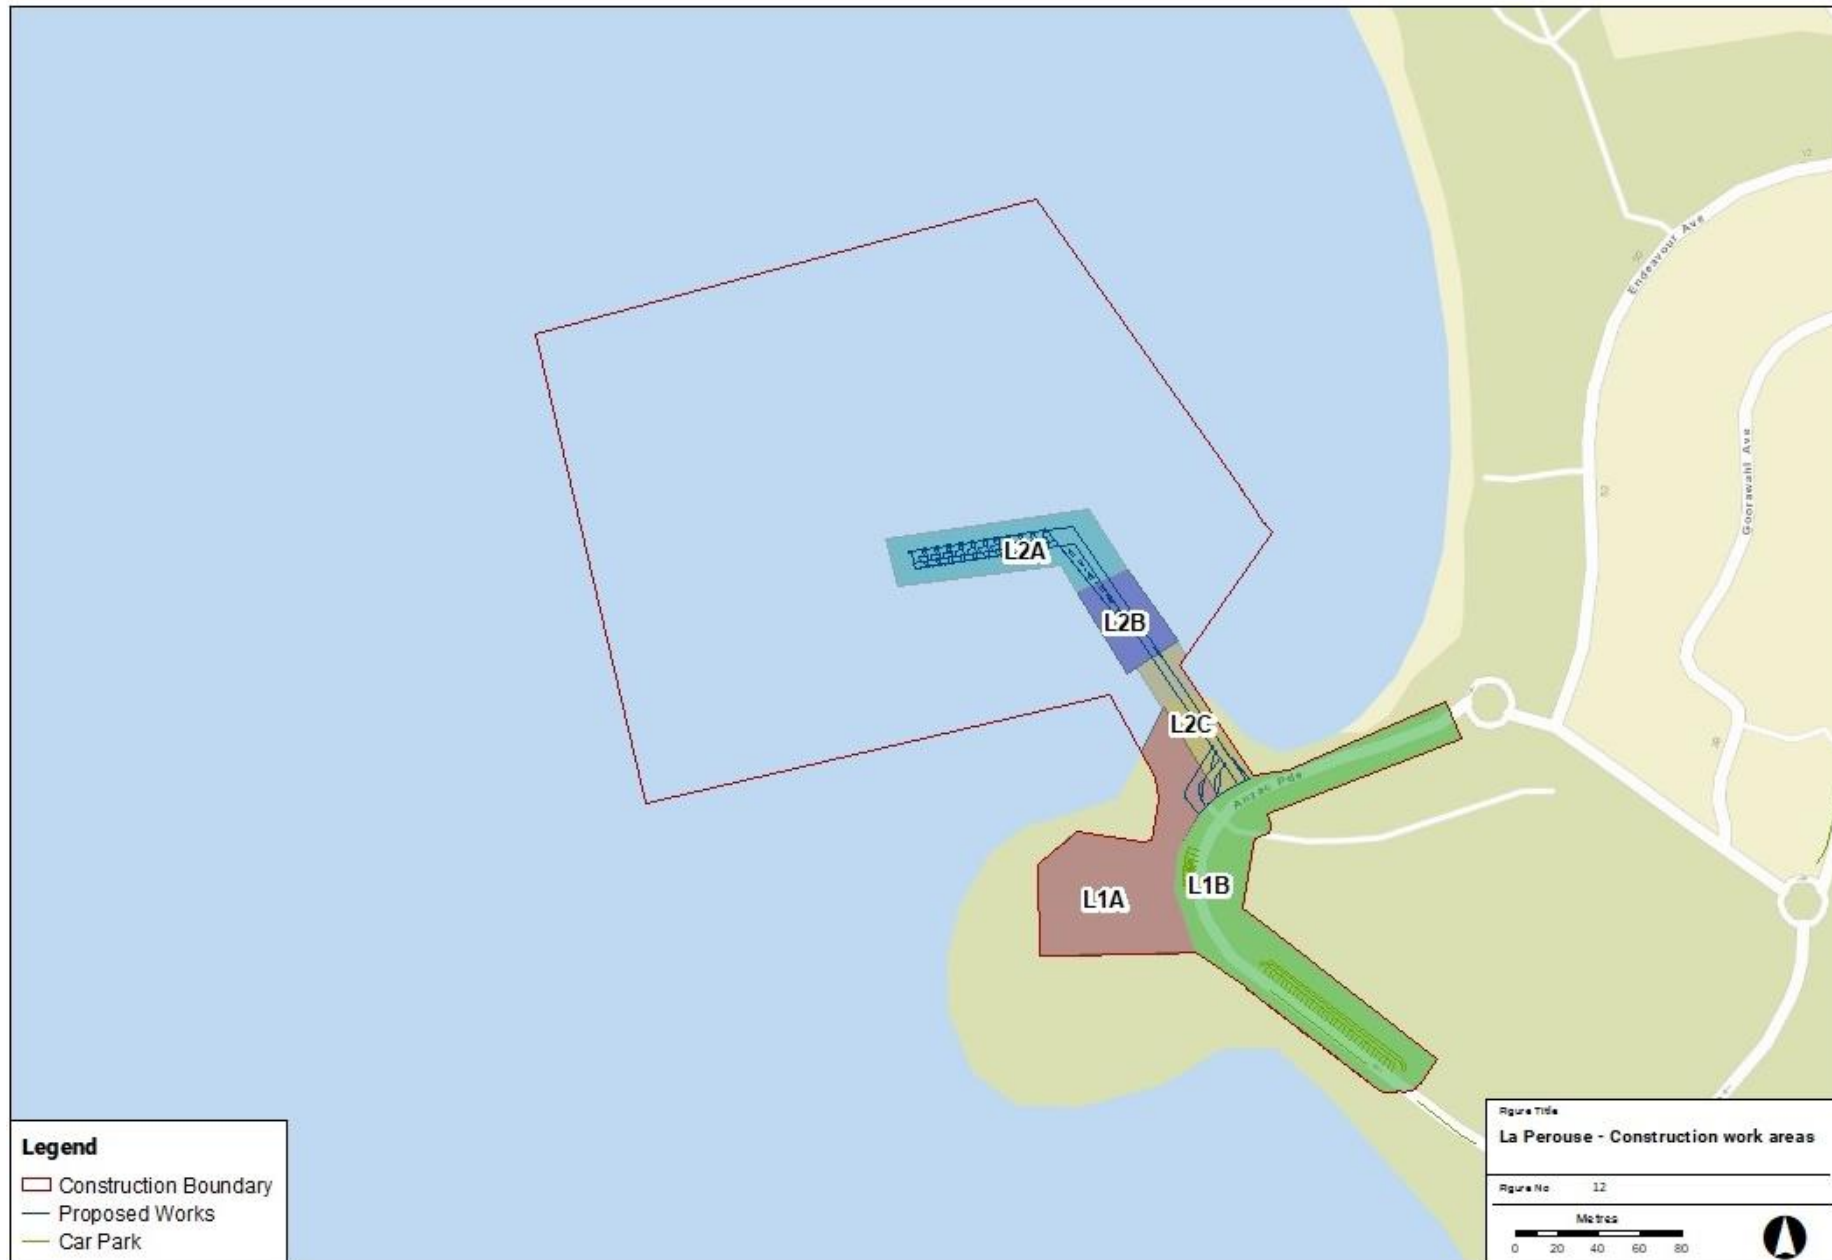 Endeavour Ave
Goorawahl Ave
L2A
L2B
L2C
Anzac Pde
L1A
L1B
Legend
Construction Boundary
Proposed Works
Car Park
Figure Title
La Perouse - Construction work areas
Figure No 12
Metres
0 20 40 60 80